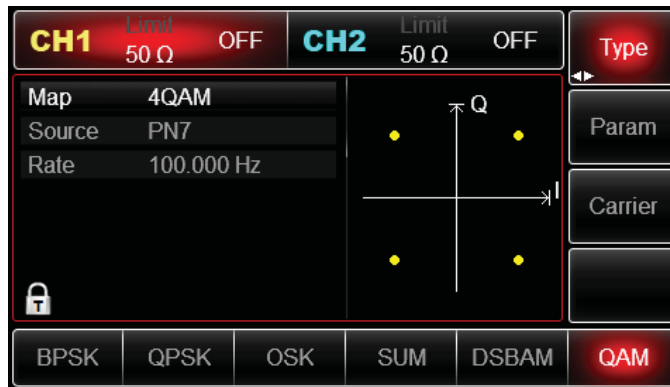 CH1 Limit 50 Ω OFF
CH2 Limit 50 Ω OFF
Type
Map 4QAM
Source PN7
Rate 100.000 Hz
Q
I
T
Param
Carrier
BPSK QPSK OSK SUM DSBAM QAM